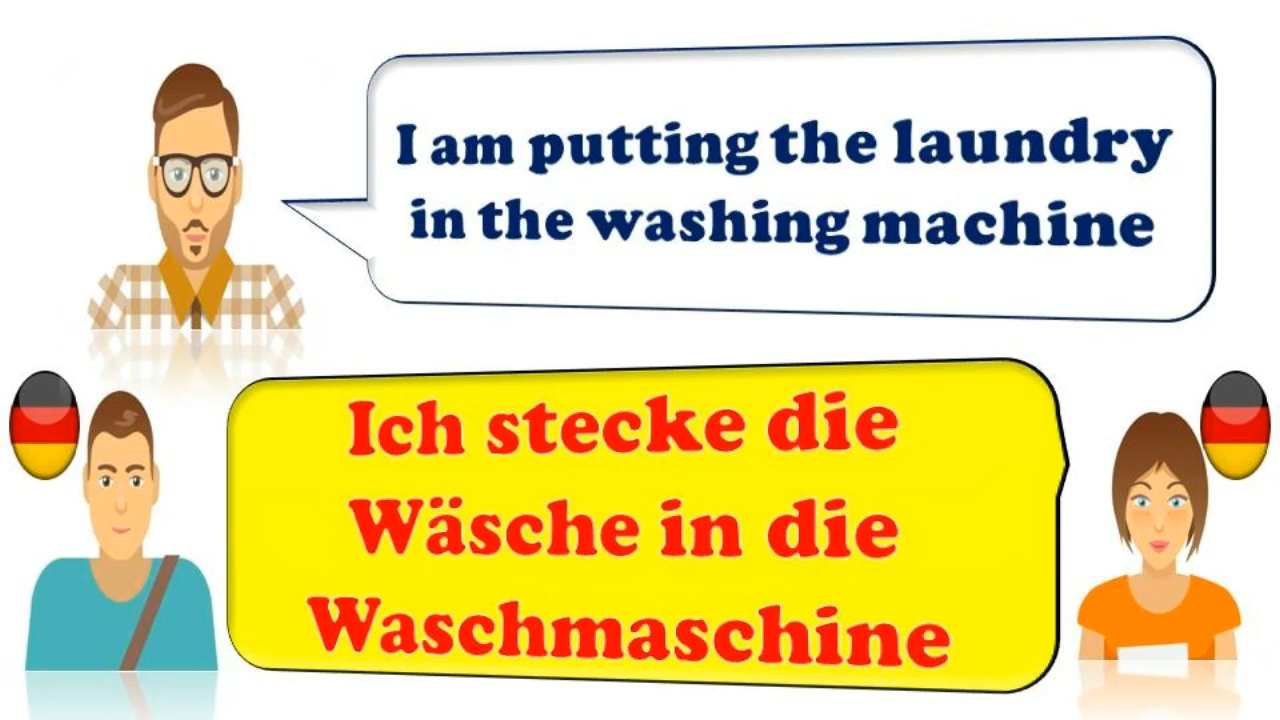 I am putting the laundry
in the washing machine
Ich stecke die
Wäsche in die
Waschmaschine